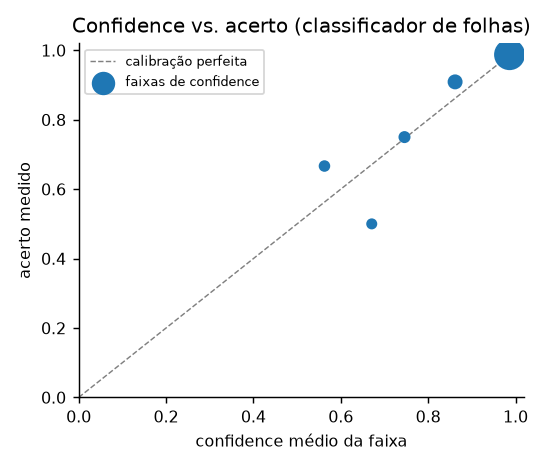 Confidence vs. acerto (classificador de folhas)
calibração perfeita
faixas de confidence
acerto medido
1.0
0.8
0.6
0.4
0.2
0.0
0.0 0.2 0.4 0.6 0.8 1.0
confidence médio da faixa